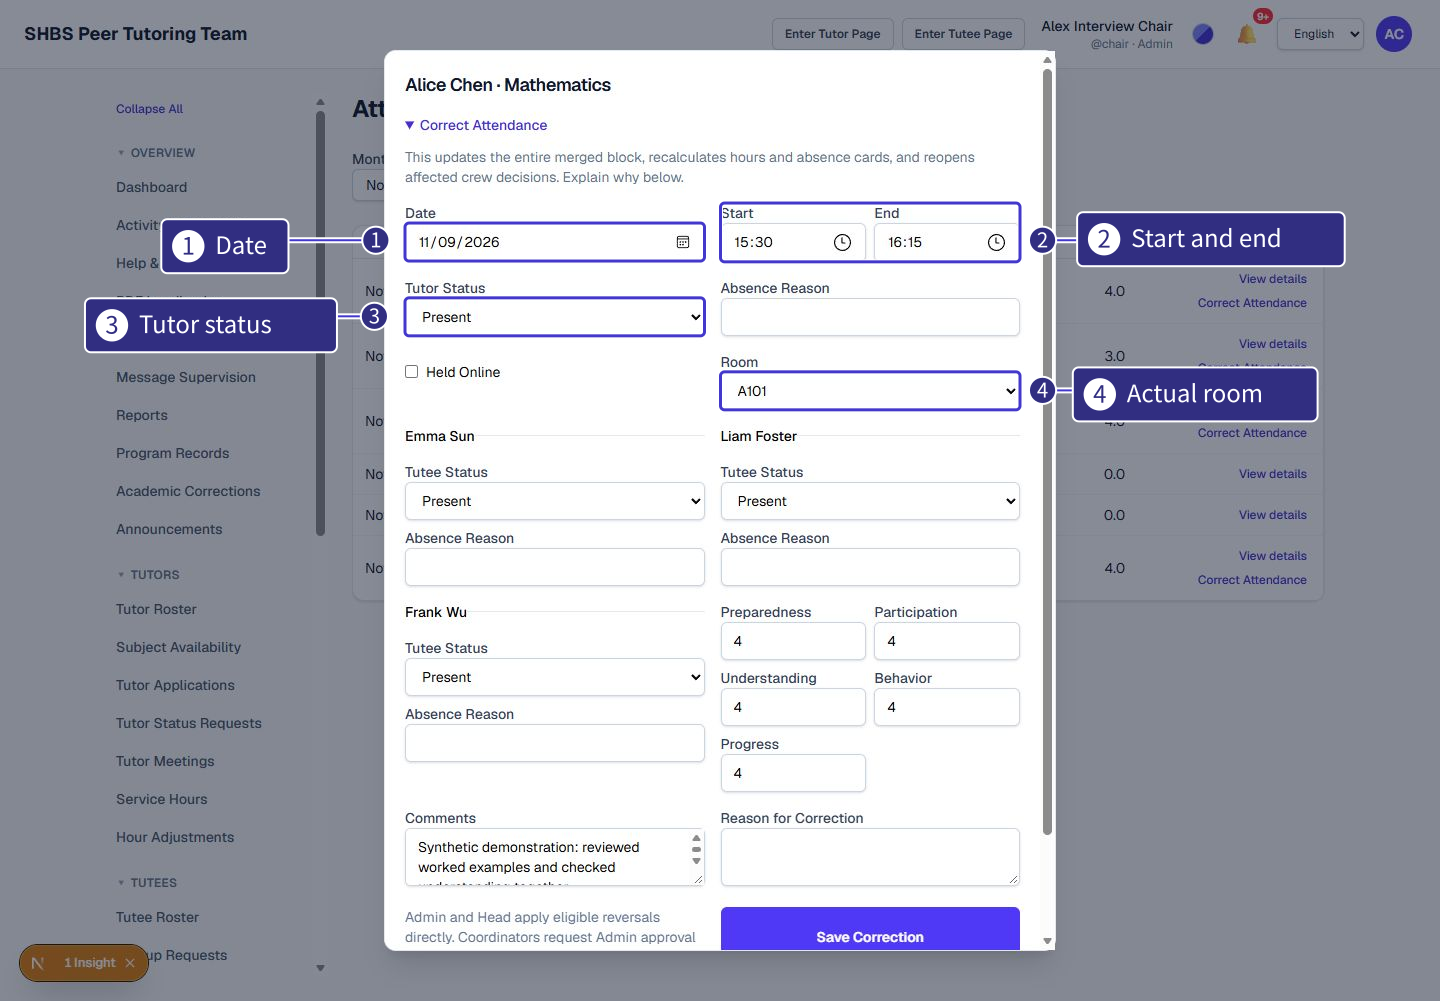 SHBS Peer Tutoring Team
Enter Tutor Page
Enter Tutee Page
Alex Interview Chair
@chair · Admin
9+
English
AC
Collapse All
OVERVIEW
Dashboard
Help &
Message Supervision
Reports
Program Records
Academic Corrections
Announcements
TUTORS
Tutor Roster
Subject Availability
Tutor Applications
Tutor Status Requests
Tutor Meetings
Service Hours
Hour Adjustments
TUTEES
Tutee Roster
up Requests
1 Insight
Alice Chen · Mathematics
Correct Attendance
This updates the entire merged block, recalculates hours and absence cards, and reopens
affected crew decisions. Explain why below.
Date
11/09/2026
Start
15:30
End
16:15
Tutor Status
Present
Absence Reason
Held Online
Room
A101
Emma Sun
Tutee Status
Present
Absence Reason
Liam Foster
Tutee Status
Present
Absence Reason
Frank Wu
Tutee Status
Present
Absence Reason
Preparedness
4
Participation
4
Understanding
4
Behavior
4
Progress
4
Comments
Synthetic demonstration: reviewed
worked examples and checked
Reason for Correction
Admin and Head apply eligible reversals
directly. Coordinators request Admin approval
Save Correction
1 Date
1
2
2 Start and end
3 Tutor status
3
4
4 Actual room
4.0
View details
Correct Attendance
3.0
View details
Correct Attendance
0.0
View details
0.0
View details
4.0
View details
Correct Attendance